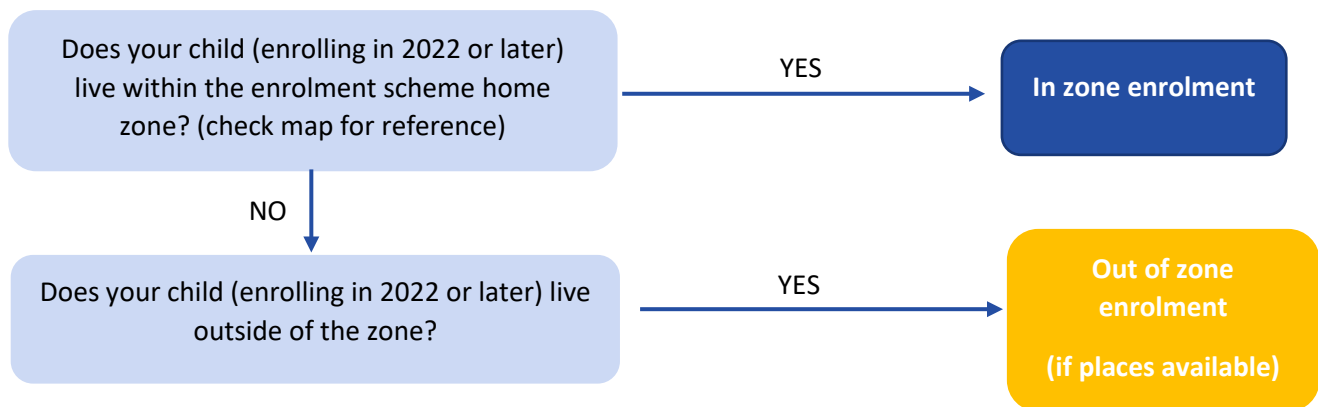 Does your child (enrolling in 2022 or later)
live within the enrolment scheme home
zone? (check map for reference)
YES
In zone enrolment
NO
Does your child (enrolling in 2022 or later) live
outside of the zone?
YES
Out of zone
enrolment
(if places available)